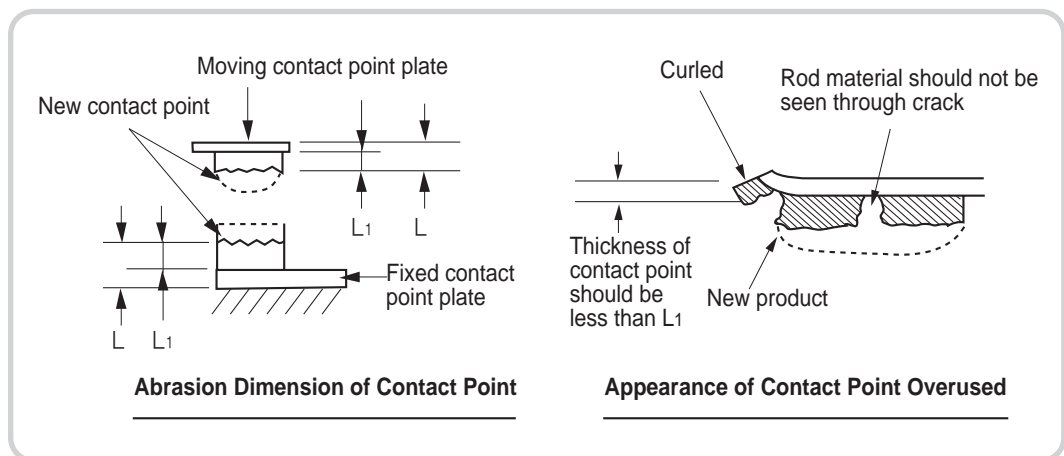 Moving contact point plate
New contact point
L1
L
Fixed contact
point plate
L
L1
Abrasion Dimension of Contact Point
Curled
Rod material should not be
seen through crack
Thickness of
contact point
should be
less than L1
New product
Appearance of Contact Point Overused